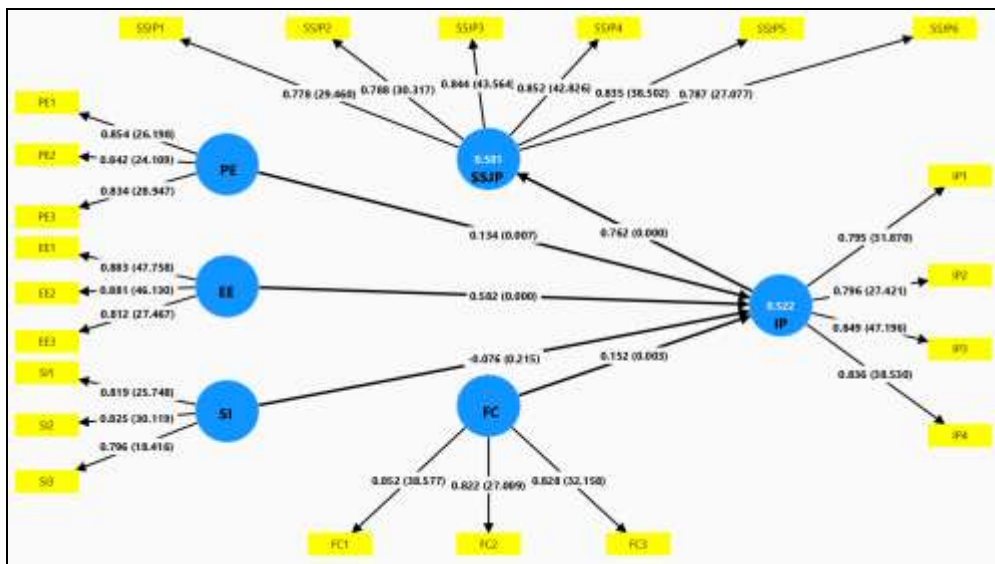 SSJP1 SSJP2 SSJP3 SSJP4 SSJP5 SSJP6
0.778 (29.460)
0.788 (30.317)
0.844 (43.564)
0.852 (42.826)
0.835 (38.502)
0.787 (27.077)
PE1
0.854 (26.198)
PE2
0.842 (24.109)
PE
0.581
SSJP
0.834 (28.947)
IP1
PE3
0.134 (0.007)
0.762 (0.000)
0.795 (31.870)
EE1
0.883 (47.758)
EE2
0.881 (46.130)
EE
0.582 (0.000)
0.522
IP
0.796 (27.421)
IP2
0.812 (27.467)
EE3
0.849 (47.196)
IP3
-0.076 (0.215)
0.152 (0.003)
0.836 (38.530)
SI1
0.819 (25.748)
SI2
0.825 (30.119)
SI
FC
IP4
0.796 (18.416)
SI3
0.852 (38.577)
0.822 (27.009)
0.828 (32.158)
FC1 FC2 FC3